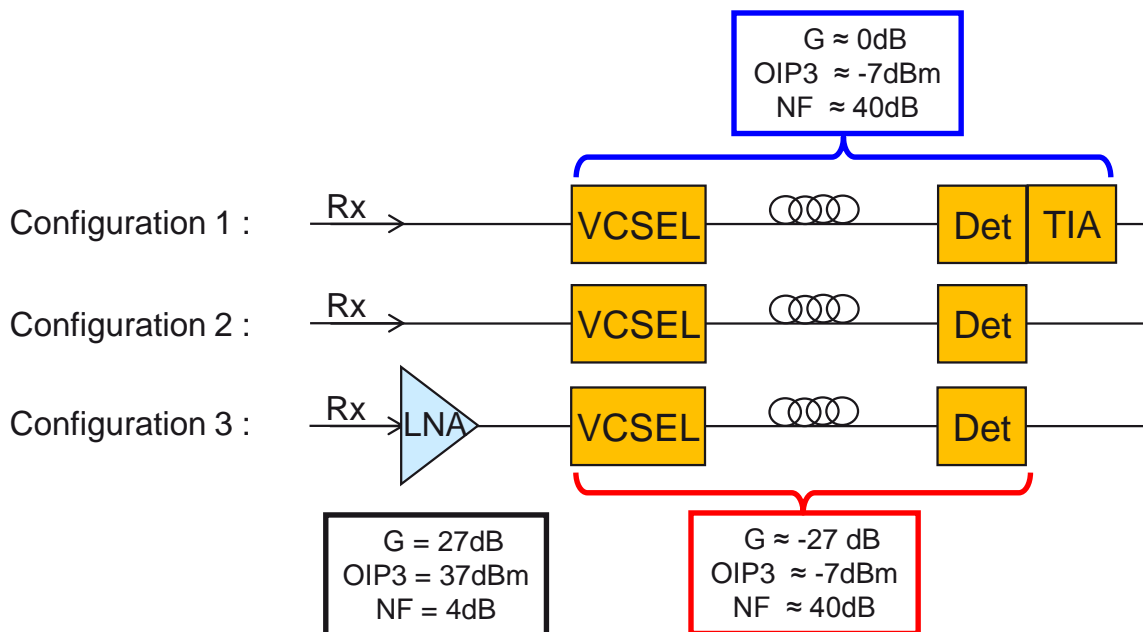 G ≈ 0dB
OIP3 ≈ -7dBm
NF ≈ 40dB
Configuration 1 : Rx VCSEL Det TIA
Configuration 2 : Rx VCSEL Det
Configuration 3 : Rx LNA VCSEL Det
G = 27dB
OIP3 = 37dBm
NF = 4dB
G ≈ -27 dB
OIP3 ≈ -7dBm
NF ≈ 40dB